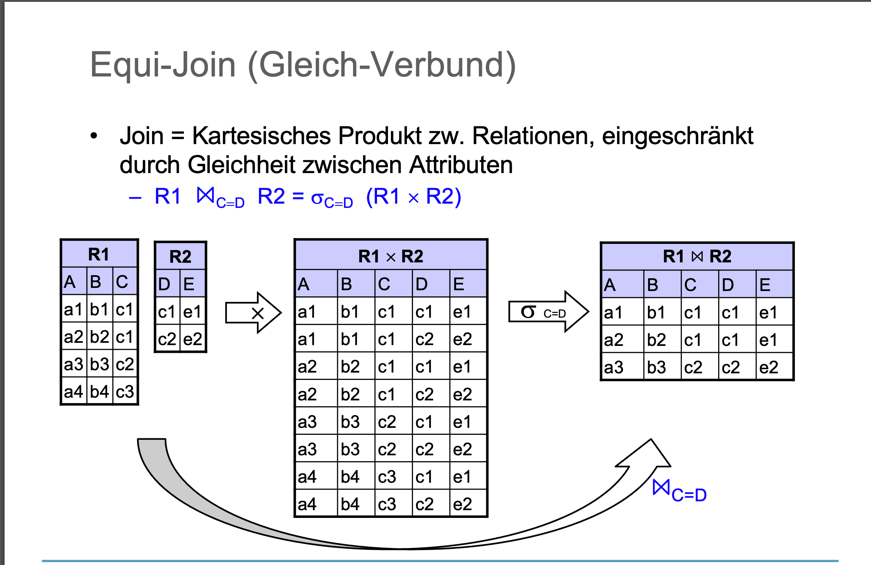 Equi-Join (Gleich-Verbund)
• Join = Kartesisches Produkt zw. Relationen, eingeschränkt
durch Gleichheit zwischen Attributen
– R1 ⋈C=D R2 = σC=D (R1 × R2)
R1
A B C
a1 b1 c1
a2 b2 c1
a3 b3 c2
a4 b4 c3
R2
D E
c1 e1
c2 e2
×
R1 × R2
A B C D E
a1 b1 c1 c1 e1
a1 b1 c1 c2 e2
a2 b2 c1 c1 e1
a2 b2 c1 c2 e2
a3 b3 c2 c1 e1
a3 b3 c2 c2 e2
a4 b4 c3 c1 e1
a4 b4 c3 c2 e2
σ C=D
R1 ⋈ R2
A B C D E
a1 b1 c1 c1 e1
a2 b2 c1 c1 e1
a3 b3 c2 c2 e2
⋈C=D